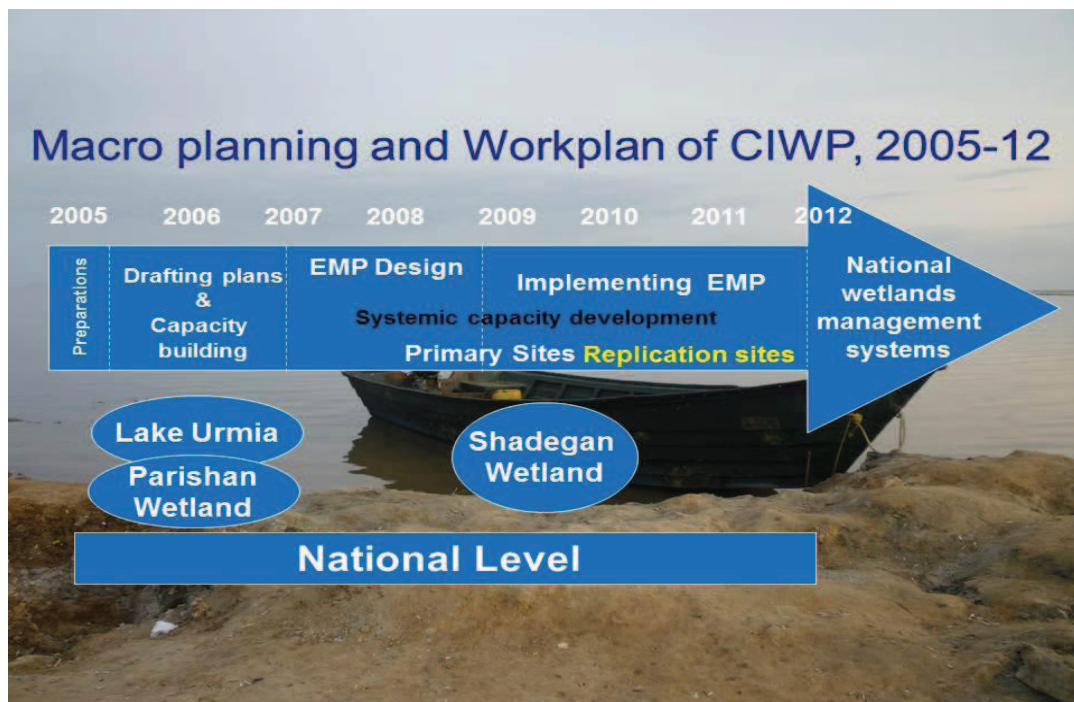 Macro planning and Workplan of CIWP, 2005-12
2005 2006 2007 2008 2009 2010 2011 2012
Preparations
Drafting plans
&
Capacity
building
EMP Design
Implementing EMP
Systemic capacity development
Primary Sites Replication sites
National
wetlands
management
systems
Lake Urmia
Parishan
Wetland
Shadegan
Wetland
National Level